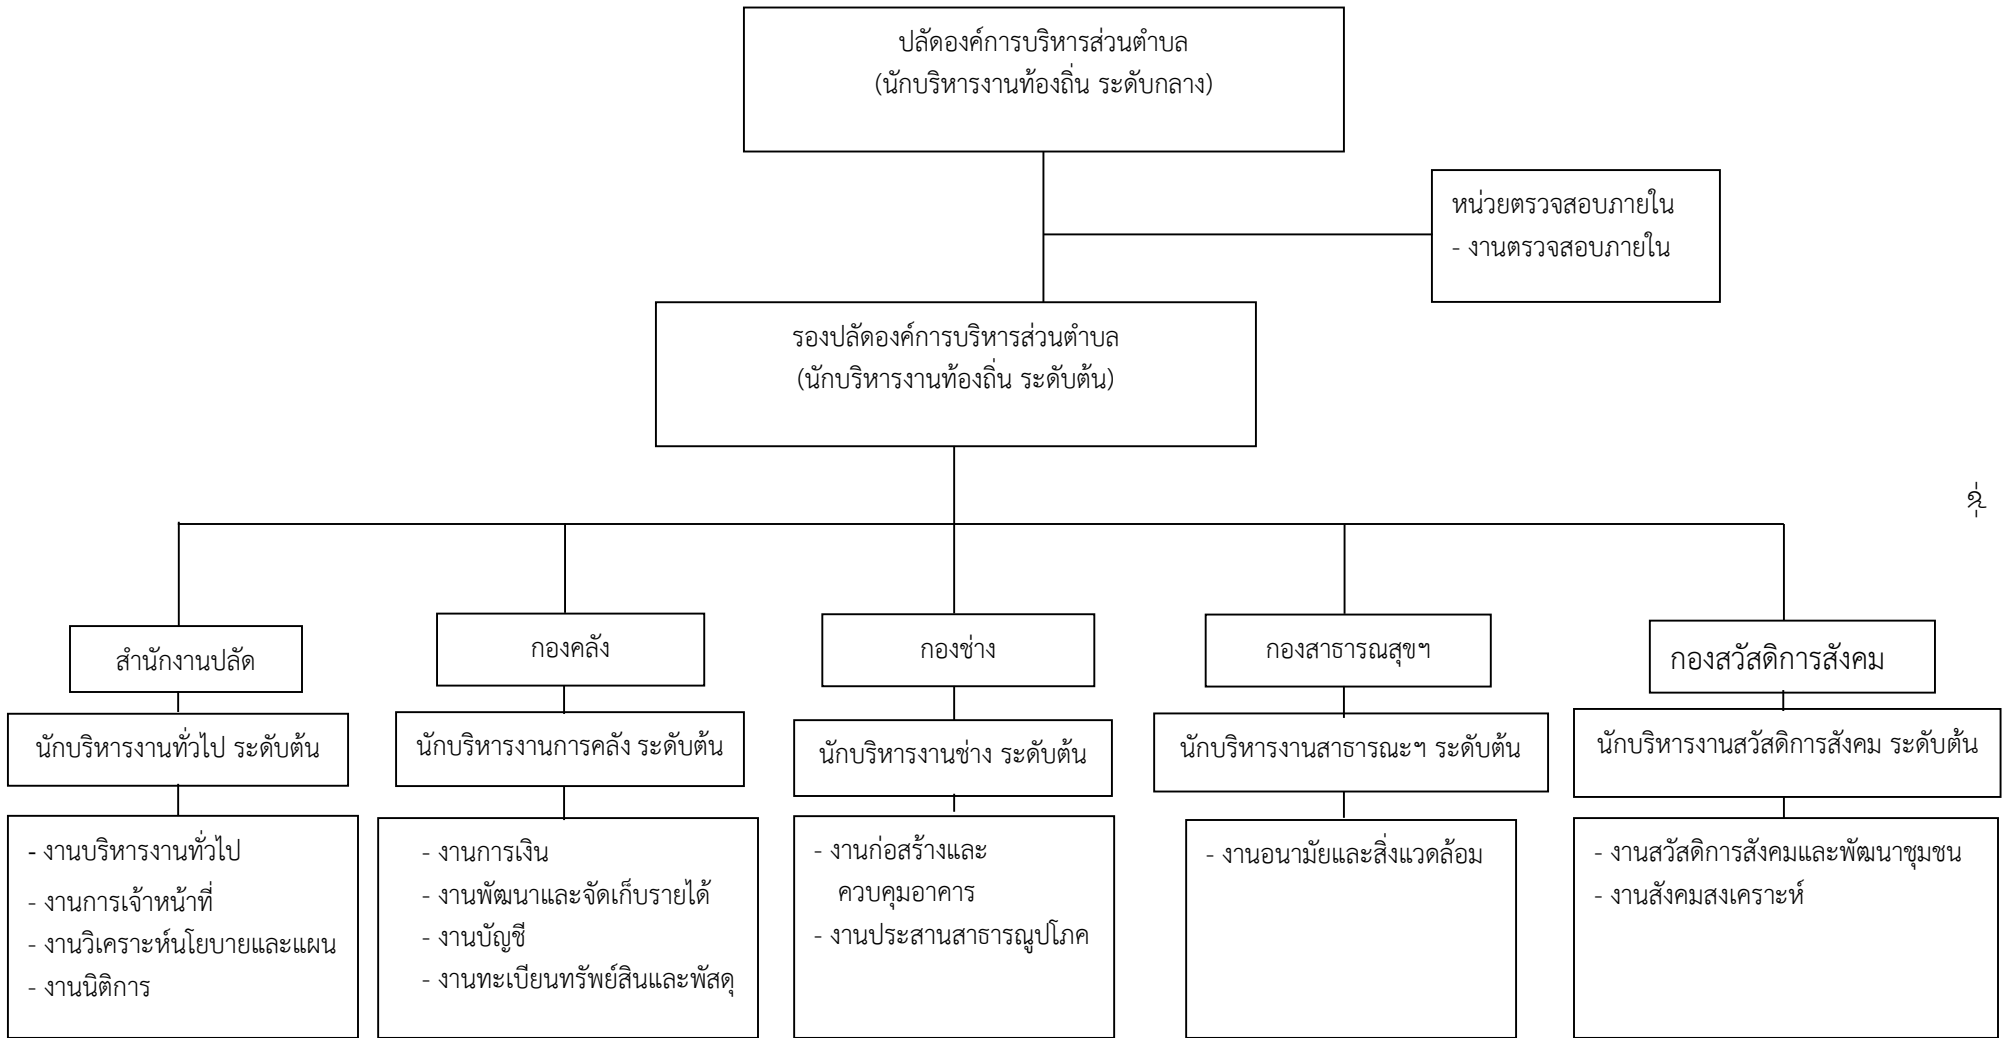 ปลัดองค์การบริหารส่วนตำบล
(นักบริหารงานท้องถิ่น ระดับกลาง)
หน่วยตรวจสอบภายใน
- งานตรวจสอบภายใน
รองปลัดองค์การบริหารส่วนตำบล
(นักบริหารงานท้องถิ่น ระดับต้น)
สำนักงานปลัด
นักบริหารงานทั่วไป ระดับต้น
- งานบริหารงานทั่วไป
- งานการเจ้าหน้าที่
- งานวิเคราะห์นโยบายและแผน
- งานนิติการ
กองคลัง
นักบริหารงานการคลัง ระดับต้น
- งานการเงิน
- งานพัฒนาและจัดเก็บรายได้
- งานบัญชี
- งานทะเบียนทรัพย์สินและพัสดุ
กองช่าง
นักบริหารงานช่าง ระดับต้น
- งานก่อสร้างและ
ควบคุมอาคาร
- งานประสานสาธารณูปโภค
กองสาธารณสุขฯ
นักบริหารงานสาธารณะฯ ระดับต้น
- งานอนามัยและสิ่งแวดล้อม
กองสวัสดิการสังคม
นักบริหารงานสวัสดิการสังคม ระดับต้น
- งานสวัสดิการสังคมและพัฒนาชุมชน
- งานสังคมสงเคราะห์